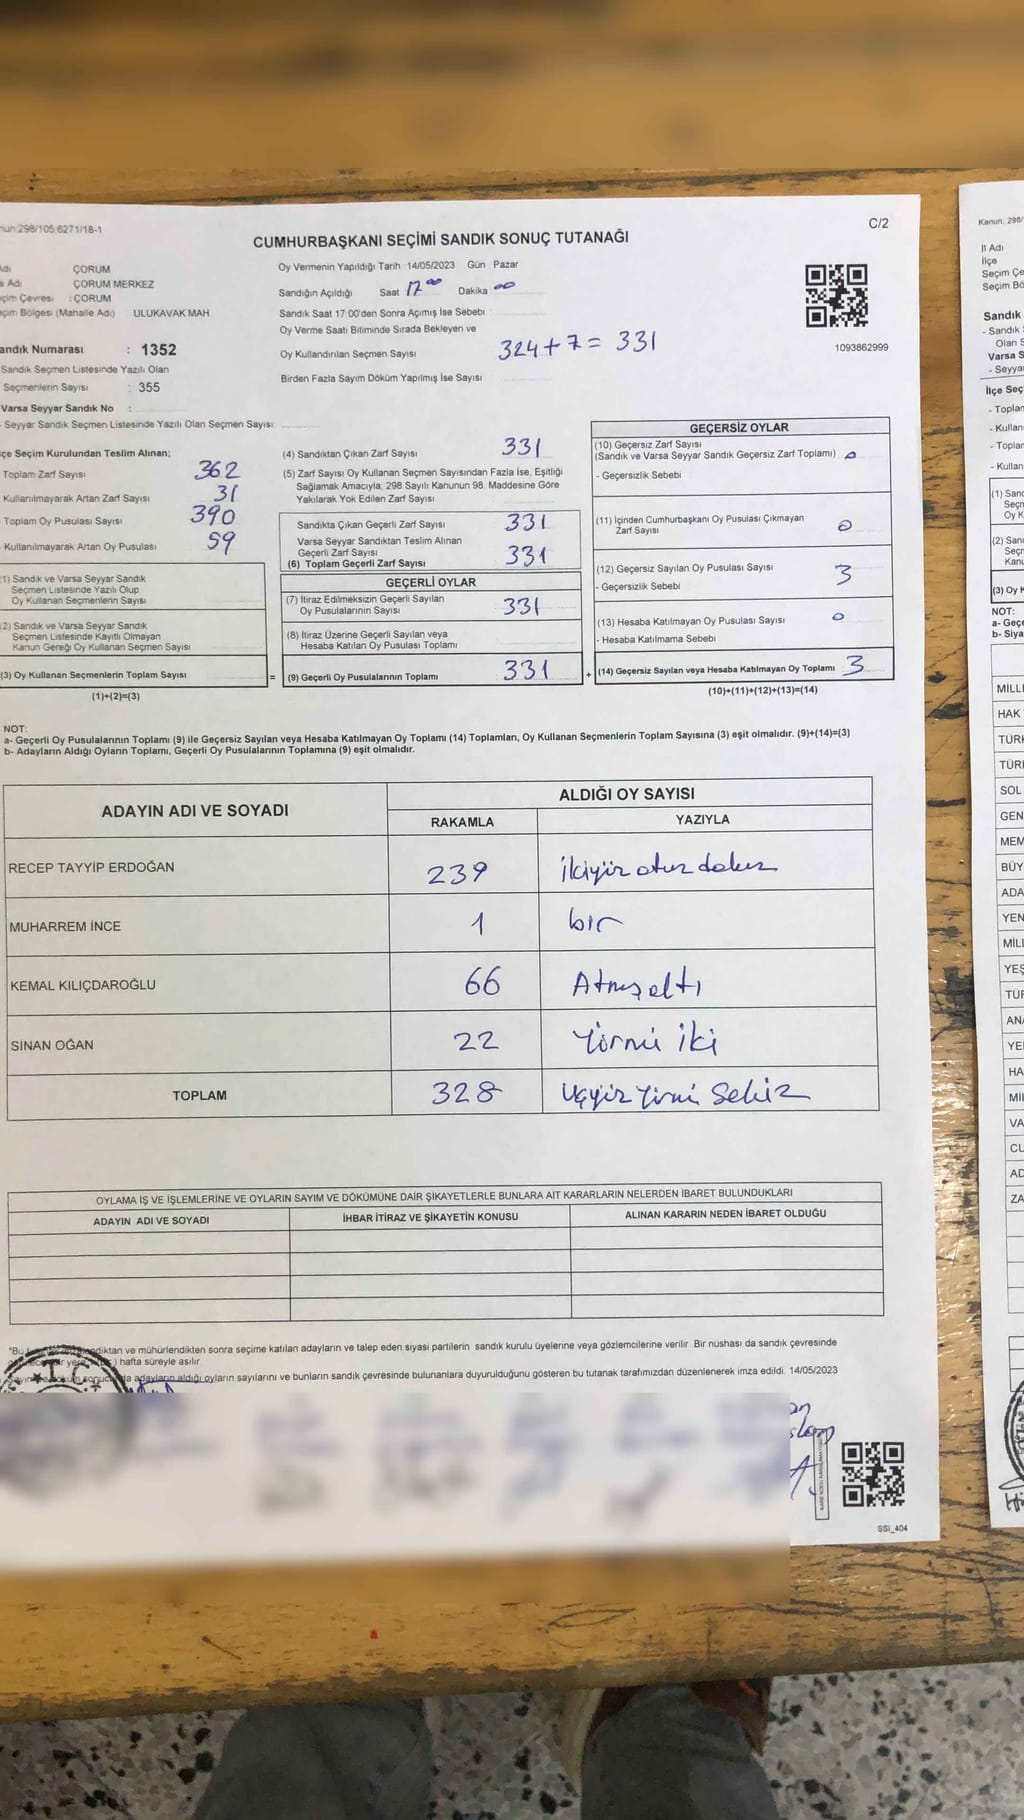 298/105.6271/18-1
C/2
CUMHURBAŞKANI SEÇİMİ SANDIK SONUÇ TUTANAĞI
ÇORUM
ÇORUM MERKEZ
Çevresi : ÇORUM
Bölgesi (Mahalle Adı) ULUKAVAK MAH.
Numarası : 1352
Sandık Seçmen Listesinde Yazılı Olan
Seçmenlerin Sayısı : 355
Varsa Seyyar Sandık No :
- Seyyar Sandık Seçmen Listesinde Yazılı Olan Seçmen Sayısı:
Oy Vermenin Yapıldığı Tarih 14/05/2023 Gün Pazar
Sandığın Açıldığı Saat 17 00 Dakika 00
Sandık Saat 17:00'den Sonra Açımış İse Sebebi
Oy Verme Saati Bitiminde Sırada Bekleyen ve
Oy Kullandırılan Seçmen Sayısı 324+7= 331
Birden Fazla Sayım Döküm Yapılmış İse Sayısı
1093862999
Seçim Kurulundan Teslim Alınan;
Toplam Zarf Sayısı 362
Kullanılmayarak Artan Zarf Sayısı 31
Toplam Oy Pusulası Sayısı 390
- Kullanılmayarak Artan Oy Pusulası 59
(1) Sandık ve Varsa Seyyar Sandık
Seçmen Listesinde Yazılı Olup
Oy Kullanan Seçmenlerin Sayısı
(2) Sandık ve Varsa Seyyar Sandık
Seçmen Listesinde Kayıtlı Olmayan
Kanun Gereği Oy Kullanan Seçmen Sayısı
(3) Oy Kullanan Seçmenlerin Toplam Sayısı =
(1)+(2)=(3)
(4) Sandıktan Çıkan Zarf Sayısı 331
(5) Zarf Sayısı Oy Kullanan Seçmen Sayısından Fazla İse, Eşitliği
Sağlamak Amacıyla, 298 Sayılı Kanunun 98. Maddesine Göre
Yakılarak Yok Edilen Zarf Sayısı
Sandıkta Çıkan Geçerli Zarf Sayısı 331
Varsa Seyyar Sandıktan Teslim Alınan
Geçerli Zarf Sayısı
(6) Toplam Geçerli Zarf Sayısı 331
GEÇERLİ OYLAR
(7) İtiraz Edilmeksizin Geçerli Sayılan
Oy Pusulalarının Sayısı 331
(8) İtiraz Üzerine Geçerli Sayılan veya
Hesaba Katılan Oy Pusulası Toplamı
(9) Geçerli Oy Pusulalarının Toplamı 331 +
GEÇERSİZ OYLAR
(10) Geçersiz Zarf Sayısı
(Sandık ve Varsa Seyyar Sandık Geçersiz Zarf Toplamı) 0
- Geçersizlik Sebebi
(11) İçinden Cumhurbaşkanı Oy Pusulası Çıkmayan
Zarf Sayısı 0
(12) Geçersiz Sayılan Oy Pusulası Sayısı 3
- Geçersizlik Sebebi
(13) Hesaba Katılmayan Oy Pusulası Sayısı 0
- Hesaba Katılmama Sebebi
(14) Geçersiz Sayılan veya Hesaba Katılmayan Oy Toplamı 3
(10)+(11)+(12)+(13)=(14)
NOT:
a- Geçerli Oy Pusulalarının Toplamı (9) ile Geçersiz Sayılan veya Hesaba Katılmayan Oy Toplamı (14) Toplamları, Oy Kullanan Seçmenlerin Toplam Sayısına (3) eşit olmalıdır. (9)+(14)=(3)
b- Adayların Aldığı Oyların Toplamı, Geçerli Oy Pusulalarının Toplamına (9) eşit olmalıdır.
ADAYIN ADI VE SOYADI
ALDIĞI OY SAYISI
RAKAMLA YAZIYLA
RECEP TAYYİP ERDOĞAN 239 ikiyüz otuz dokuz
MUHARREM İNCE 1 bir
KEMAL KILIÇDAROĞLU 66 Atmış altı
SİNAN OĞAN 22 Yirmi iki
TOPLAM 328 üçyüz yirmi sekiz
OYLAMA İŞ VE İŞLEMLERİNE VE OYLARIN SAYIM VE DÖKÜMÜNE DAİR ŞİKAYETLERLE BUNLARA AİT KARARLARIN NELERDEN İBARET BULUNDUKLARI
ADAYIN ADI VE SOYADI İHBAR İTİRAZ VE ŞİKAYETİN KONUSU ALINAN KARARIN NEDEN İBARET OLDUĞU
"Bu ve mühürlendikten sonra seçime katılan adayların ve talep eden siyasi partilerin sandık kurulu üyelerine veya gözlemcilerine verilir. Bir nüshası da sandık çevresinde
hafta süreyle asılır.
adayların aldığı oyların sayılarını ve bunların sandık çevresinde bulunanlara duyurulduğunu gösteren bu tutanak tarafımızdan düzenlenerek imza edildi. 14/05/2023
T.C.
SSİ_404
Kanun: 298/
İl Adı
İlçe
Sandık
- Sandık
Varsa
MİLLİ
HAK
SOL
NOT: